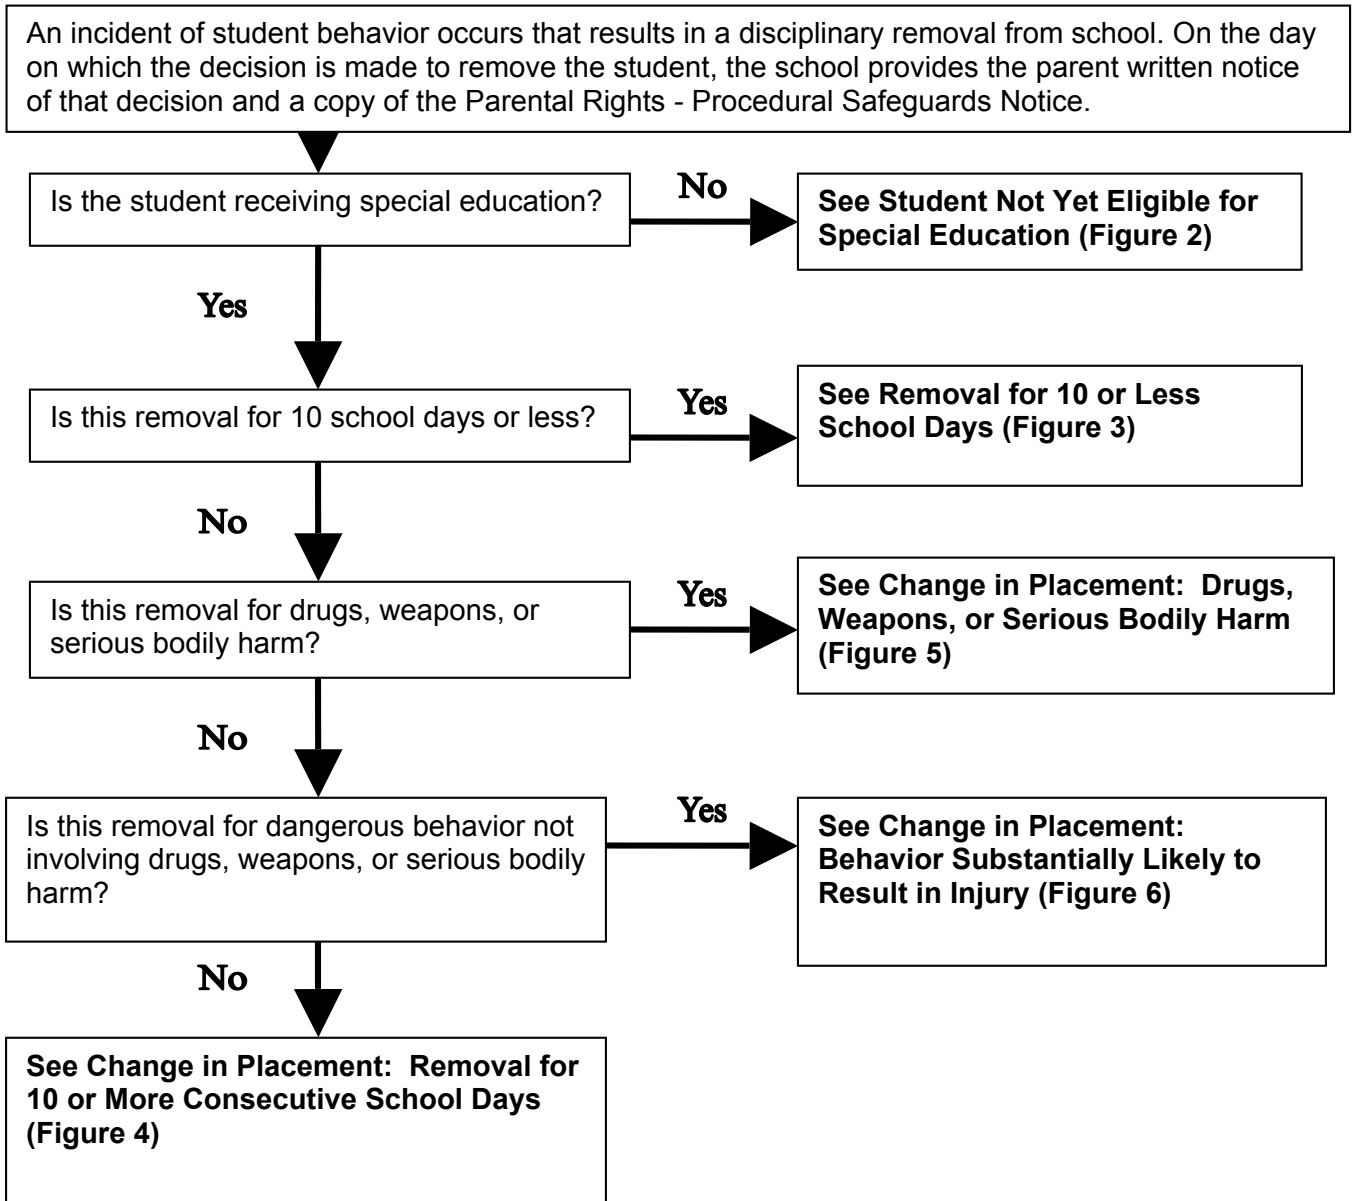 An incident of student behavior occurs that results in a disciplinary removal from school. On the day
on which the decision is made to remove the student, the school provides the parent written notice
of that decision and a copy of the Parental Rights - Procedural Safeguards Notice.
Is the student receiving special education?
No
See Student Not Yet Eligible for
Special Education (Figure 2)
Yes
Is this removal for 10 school days or less?
Yes
See Removal for 10 or Less
School Days (Figure 3)
No
Is this removal for drugs, weapons, or
serious bodily harm?
Yes
See Change in Placement:  Drugs,
Weapons, or Serious Bodily Harm
(Figure 5)
No
Is this removal for dangerous behavior not
involving drugs, weapons, or serious bodily
harm?
Yes
See Change in Placement:
Behavior Substantially Likely to
Result in Injury (Figure 6)
No
See Change in Placement:  Removal for
10 or More Consecutive School Days
(Figure 4)